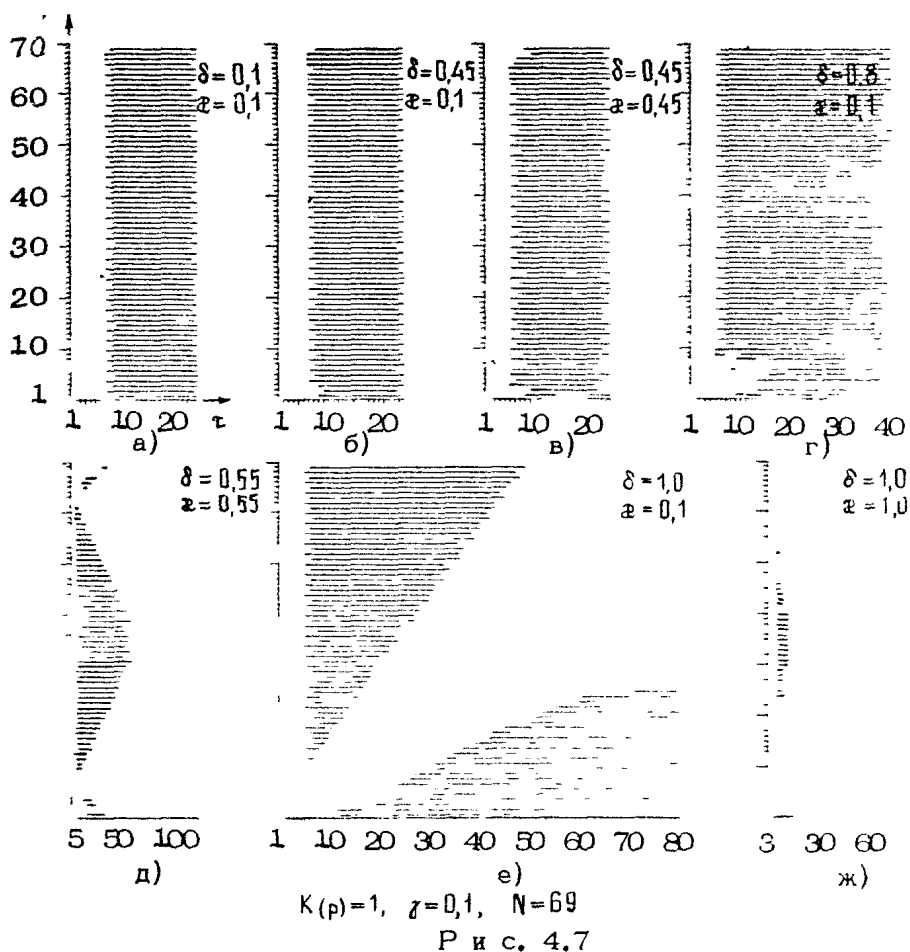 70
60
50
40
30
20
10
1
δ=0,1
æ=0,1
δ=0,45
æ=0,1
δ=0,45
æ=0,45
δ=0,8
æ=0,1
1 10 20 τ
1 10 20
1 10 20
1 10 20 30 40
а)
б)
в)
г)
δ=0,55
æ=0,55
δ=1,0
æ=0,1
δ=1,0
æ=1,0
5 50 100
1 10 20 30 40 50 60 70 80
3 30 60
д)
е)
ж)
K(p)=1, γ=0,1, N=69
Р и с. 4.7